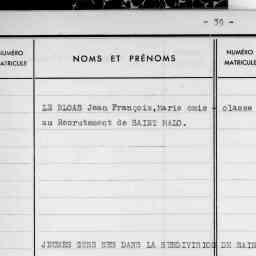 - 39 -
NUMÉRO
MATRICULE
NOMS ET PRÉNOMS
NUMÉRO
MATRICULE
LE BLOAS Jean François, Marie omis - classe
au Recrutement de SAINT MALO.
JEUNES GENS NES DANS LA SUBDIVISION DE SAIN